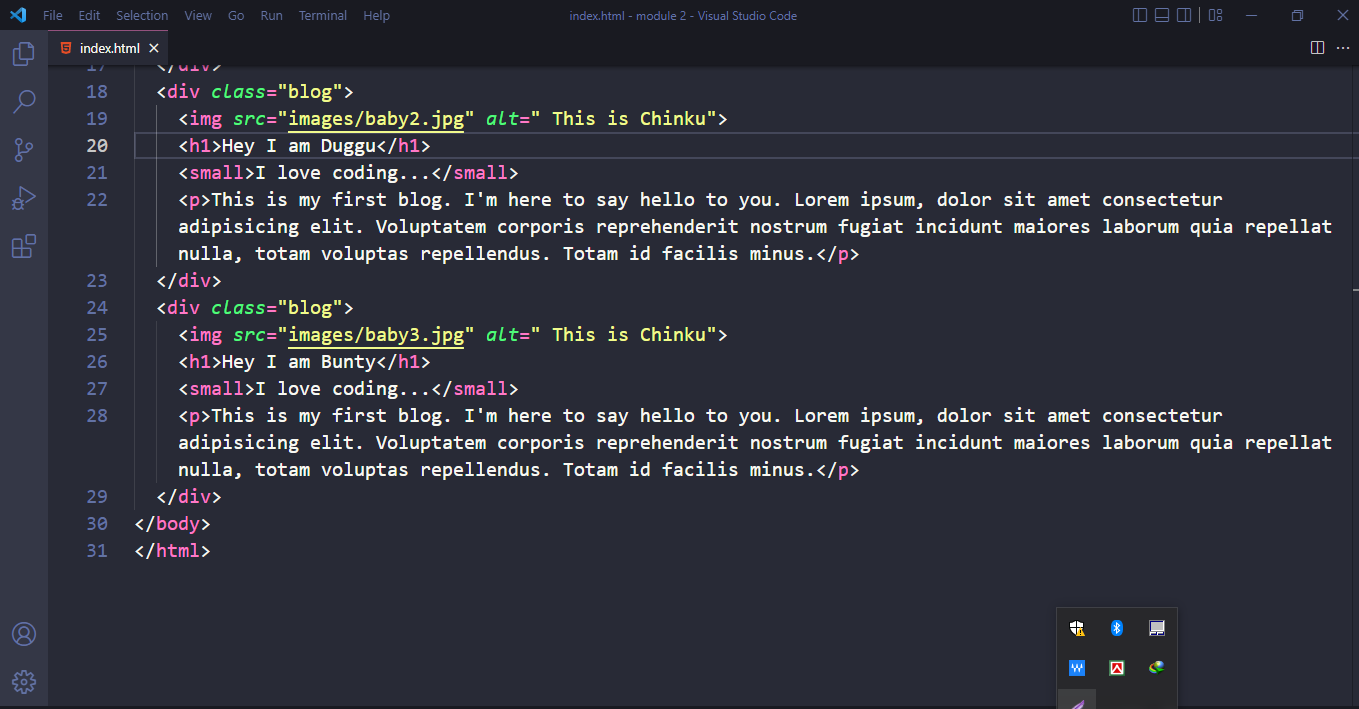 File Edit Selection View Go Run Terminal Help
index.html - module 2 - Visual Studio Code
index.html
17 </div>
18 <div class="blog">
19 <img src="images/baby2.jpg" alt=" This is Chinku">
20 <h1>Hey I am Duggu</h1>
21 <small>I love coding...</small>
22 <p>This is my first blog. I'm here to say hello to you. Lorem ipsum, dolor sit amet consectetur
adipisicing elit. Voluptatem corporis reprehenderit nostrum fugiat incidunt maiores laborum quia repellat
nulla, totam voluptas repellendus. Totam id facilis minus.</p>
23 </div>
24 <div class="blog">
25 <img src="images/baby3.jpg" alt=" This is Chinku">
26 <h1>Hey I am Bunty</h1>
27 <small>I love coding...</small>
28 <p>This is my first blog. I'm here to say hello to you. Lorem ipsum, dolor sit amet consectetur
adipisicing elit. Voluptatem corporis reprehenderit nostrum fugiat incidunt maiores laborum quia repellat
nulla, totam voluptas repellendus. Totam id facilis minus.</p>
29 </div>
30 </body>
31 </html>